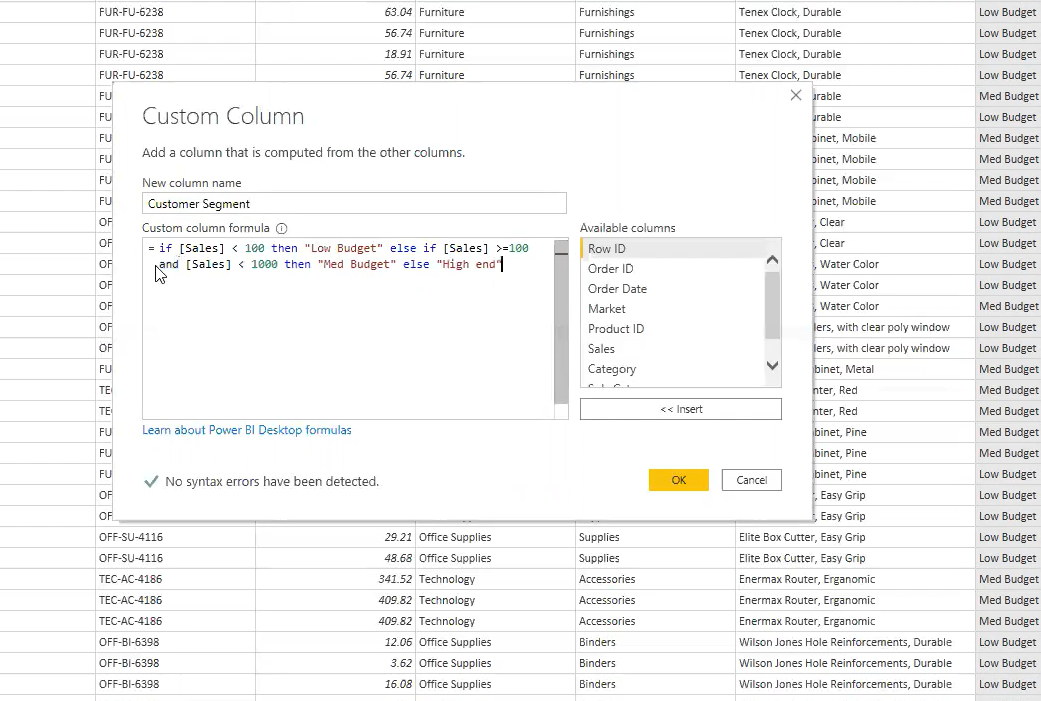 FUR-FU-6238 63.04 Furniture Furnishings Tenex Clock, Durable Low Budget
FUR-FU-6238 56.74 Furniture Furnishings Tenex Clock, Durable Low Budget
FUR-FU-6238 18.91 Furniture Furnishings Tenex Clock, Durable Low Budget
FUR-FU-6238 56.74 Furniture Furnishings Tenex Clock, Durable Low Budget
FU urable Med Budget
FU urable Low Budget
FU binet, Mobile Med Budget
FU binet, Mobile Med Budget
FU binet, Mobile Med Budget
FU binet, Mobile Med Budget
OF , Clear Low Budget
OF , Clear Low Budget
OF , Water Color Low Budget
OF , Water Color Low Budget
OF , Water Color Low Budget
OF lers, with clear poly window Low Budget
OF lers, with clear poly window Low Budget
FU binet, Metal Med Budget
TE nter, Red Med Budget
TE nter, Red Med Budget
FU binet, Pine Med Budget
FU binet, Pine Med Budget
FU binet, Pine Med Budget
OF , Easy Grip Low Budget
OF , Easy Grip Low Budget
Custom Column
Add a column that is computed from the other columns.
New column name
Customer Segment
Custom column formula
= if [Sales] < 100 then "Low Budget" else if [Sales] >=100
and [Sales] < 1000 then "Med Budget" else "High end"
Learn about Power BI Desktop formulas
No syntax errors have been detected.
Available columns
Row ID
Order ID
Order Date
Market
Product ID
Sales
Category
<< Insert
OK
Cancel
OFF-SU-4116 29.21 Office Supplies Supplies Elite Box Cutter, Easy Grip Low Budget
OFF-SU-4116 48.68 Office Supplies Supplies Elite Box Cutter, Easy Grip Low Budget
TEC-AC-4186 341.52 Technology Accessories Enermax Router, Erganomic Med Budget
TEC-AC-4186 409.82 Technology Accessories Enermax Router, Erganomic Med Budget
TEC-AC-4186 409.82 Technology Accessories Enermax Router, Erganomic Med Budget
OFF-BI-6398 12.06 Office Supplies Binders Wilson Jones Hole Reinforcements, Durable Low Budget
OFF-BI-6398 3.62 Office Supplies Binders Wilson Jones Hole Reinforcements, Durable Low Budget
OFF-BI-6398 16.08 Office Supplies Binders Wilson Jones Hole Reinforcements, Durable Low Budget